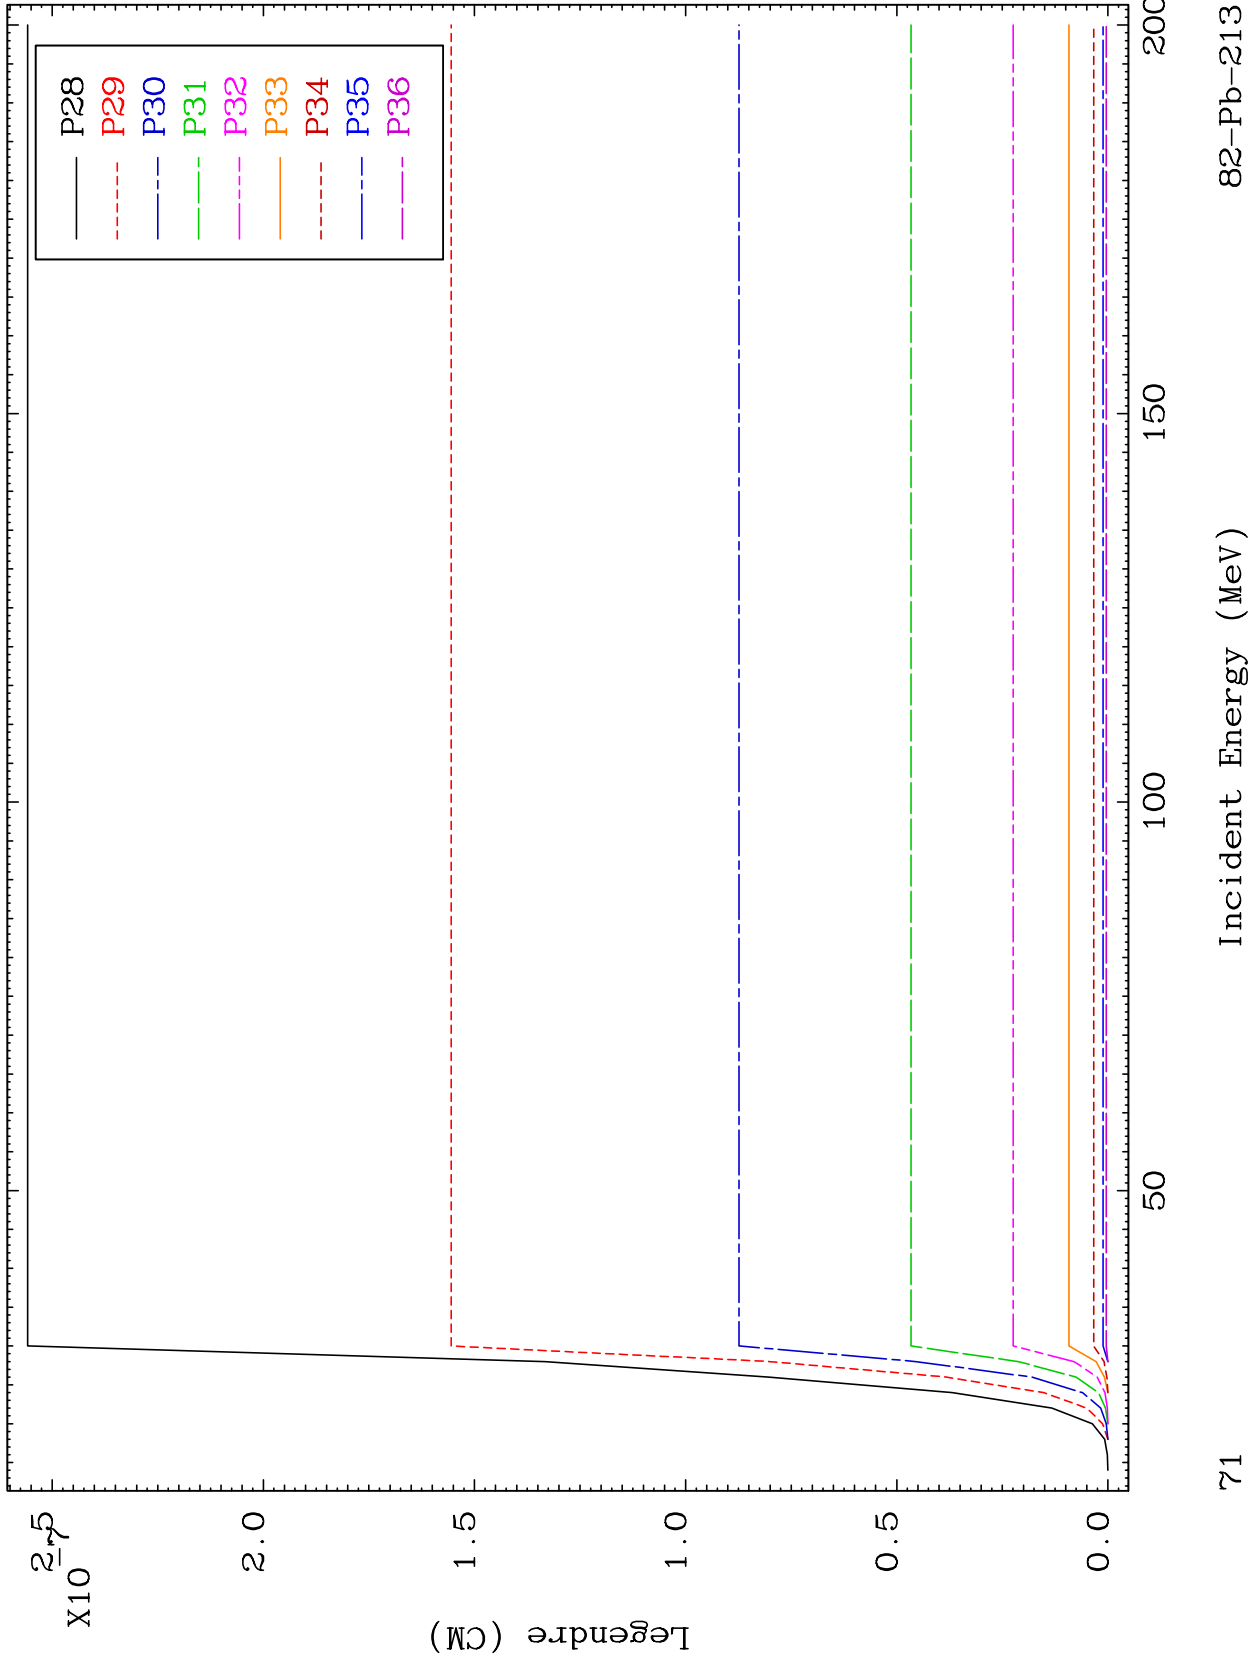 X10
-7
2.5
2.0
1.5
1.0
0.5
0.0
Legendre (CM)
P28
P29
P30
P31
P32
P33
P34
P35
P36
50
100
150
200
71
Incident Energy (MeV)
82-Pb-213